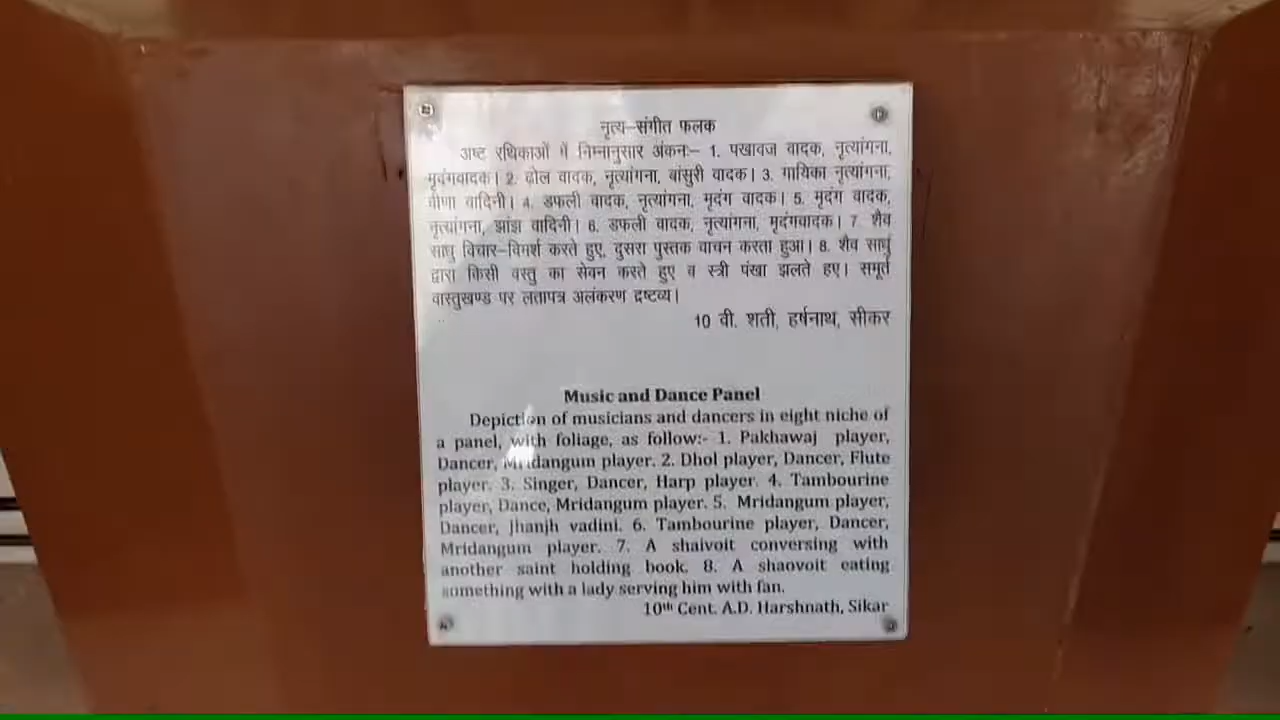 नृत्य–संगीत फलक
अष्ट रथिकाओं में निम्नानुसार अंकन:– 1. पखावज वादक, नृत्यांगना,
मृदंगवादक। 2. ढोल वादक, नृत्यांगना, बांसुरी वादक। 3. गायिका नृत्यांगना,
वीणा वादिनी। 4. डफली वादक, नृत्यांगना, मृदंग वादक। 5. मृदंग वादक,
नृत्यांगना, झांझ वादिनी। 6. डफली वादक, नृत्यांगना, मृदंगवादक। 7 शैव
साधु विचार–विमर्श करते हुए, दुसरा पुस्तक वाचन करता हुआ। 8. शैव साधु
द्वारा किसी वस्तु का सेवन करते हुए व स्त्री पंखा झलते हए। समूर्त
वास्तुखण्ड पर लतापत्र अलंकरण द्रष्टव्य।
10 वी. शती, हर्षनाथ, सीकर
Music and Dance Panel
Depiction of musicians and dancers in eight niche of
a panel, with foliage, as follow:- 1. Pakhawaj player,
Dancer, Mridangum player. 2. Dhol player, Dancer, Flute
player. 3. Singer, Dancer, Harp player. 4. Tambourine
player, Dance, Mridangum player. 5. Mridangum player,
Dancer, Jhanjh vadini. 6. Tambourine player, Dancer,
Mridangum player. 7. A shaivoit conversing with
another saint holding book. 8. A shaovoit eating
something with a lady serving him with fan.
10th Cent. A.D. Harshnath, Sikar